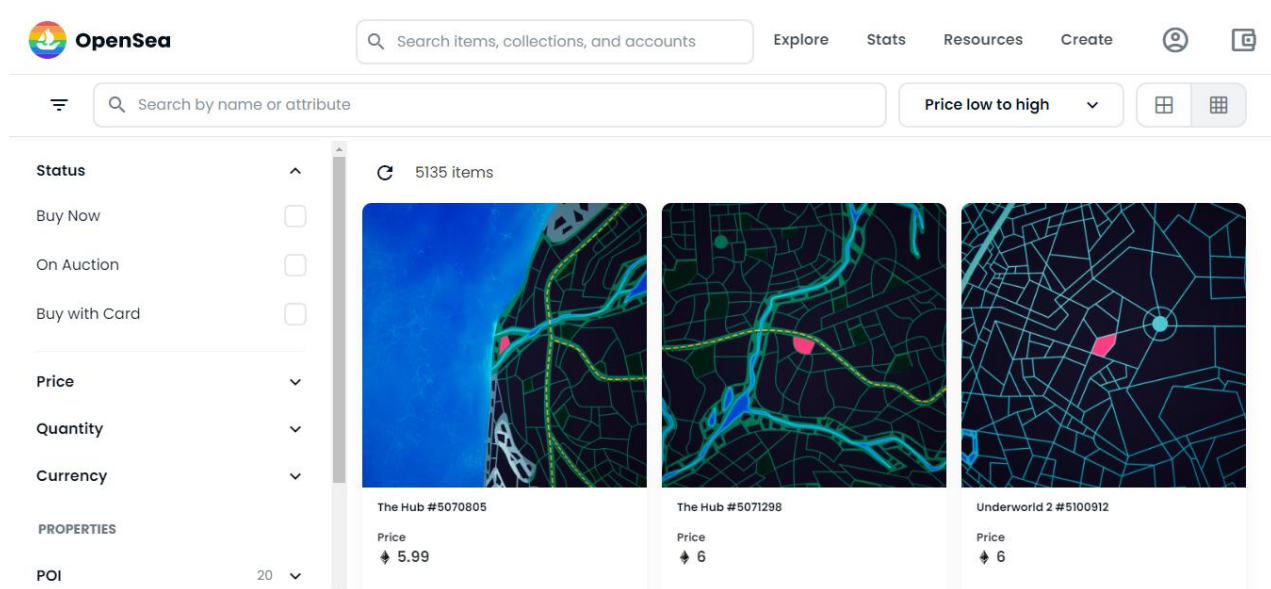 OpenSea
Search items, collections, and accounts
Explore
Stats
Resources
Create
Search by name or attribute
Price low to high
Status
Buy Now
On Auction
Buy with Card
Price
Quantity
Currency
PROPERTIES
POI 20
5135 items
The Hub #5070805
Price
5.99
The Hub #5071298
Price
6
Underworld 2 #5100912
Price
6